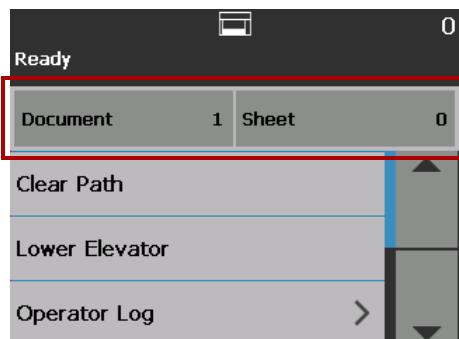 0
Ready
Document 1 Sheet 0
Clear Path
Lower Elevator
Operator Log